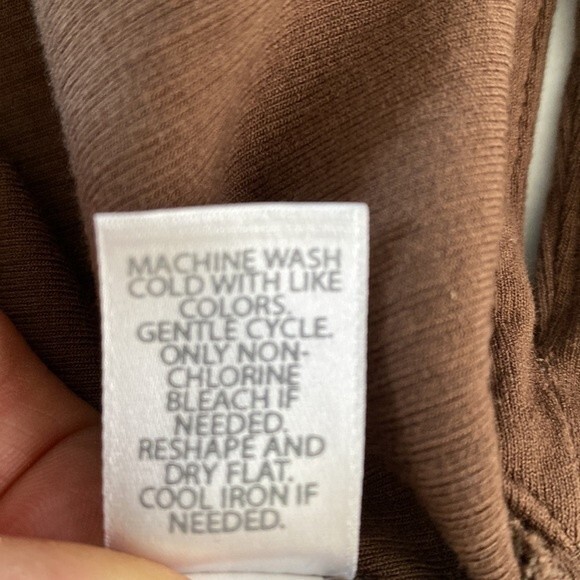 MACHINE WASH
COLD WITH LIKE
COLORS.
GENTLE CYCLE.
ONLY NON-
CHLORINE
BLEACH IF
NEEDED.
RESHAPE AND
DRY FLAT.
COOL IRON IF
NEEDED.